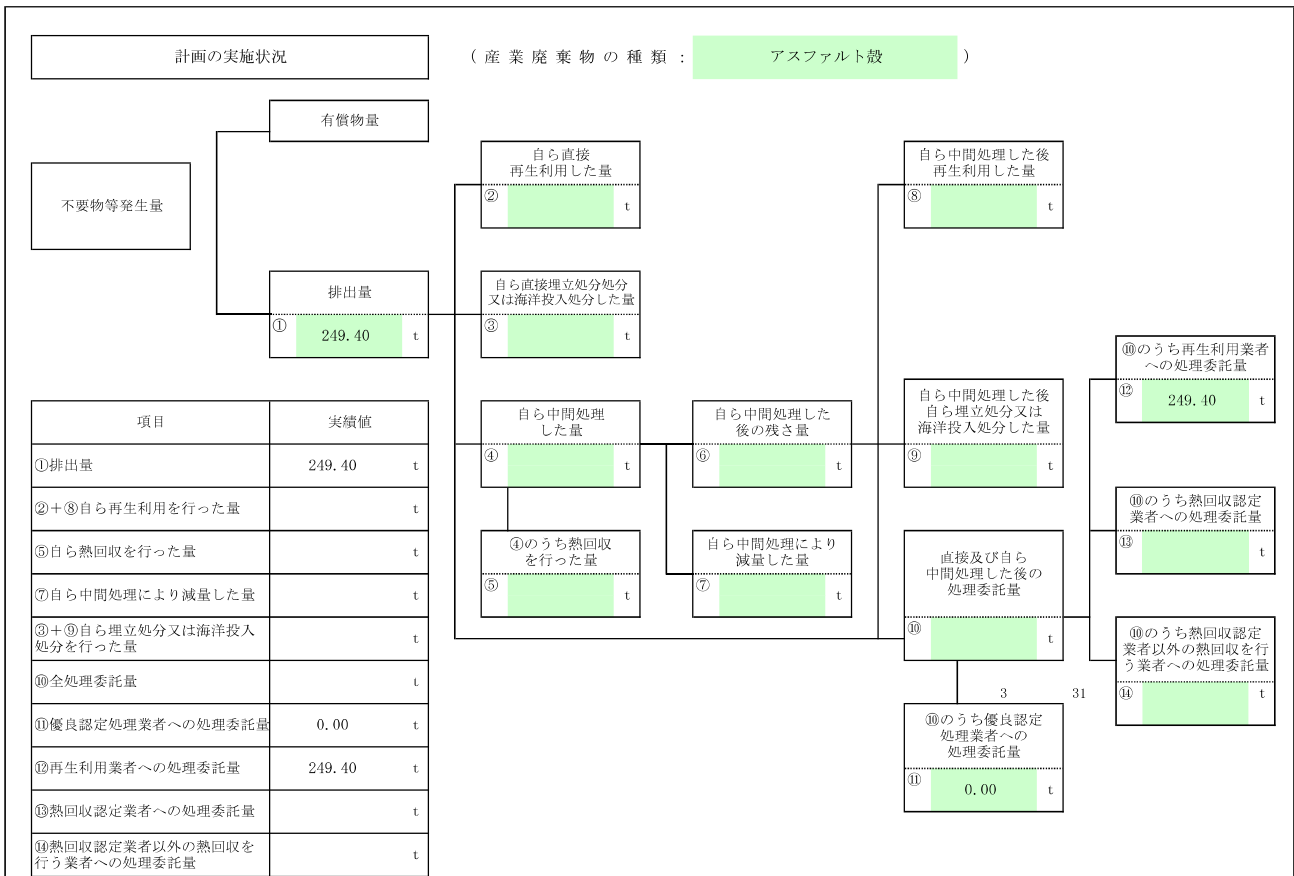 計画の実施状況
(産業廃棄物の種類: アスファルト殻 )
有償物量
不要物等発生量
排出量
① 249.40 t
自ら直接
再生利用した量
② t
自ら直接埋立処分処分
又は海洋投入処分した量
③ t
自ら中間処理した後
再生利用した量
⑧ t
自ら中間処理
した量
④ t
④のうち熱回収
を行った量
⑤ t
自ら中間処理した
後の残さ量
⑥ t
自ら中間処理により
減量した量
⑦ t
自ら中間処理した後
自ら埋立処分又は
海洋投入処分した量
⑨ t
直接及び自ら
中間処理した後の
処理委託量
⑩ t
3 31
⑩のうち優良認定
処理業者への
処理委託量
⑪ 0.00 t
⑩のうち再生利用業者
への処理委託量
⑫ 249.40 t
⑩のうち熱回収認定
業者への処理委託量
⑬ t
⑩のうち熱回収認定
業者以外の熱回収を行
う業者への処理委託量
⑭ t
項目 実績値
①排出量 249.40 t
②+⑧自ら再生利用を行った量 t
⑤自ら熱回収を行った量 t
⑦自ら中間処理により減量した量 t
③+⑨自ら埋立処分又は海洋投入
処分を行った量 t
⑩全処理委託量 t
⑪優良認定処理業者への処理委託量 0.00 t
⑫再生利用業者への処理委託量 249.40 t
⑬熱回収認定業者への処理委託量 t
⑭熱回収認定業者以外の熱回収を
行う業者への処理委託量 t